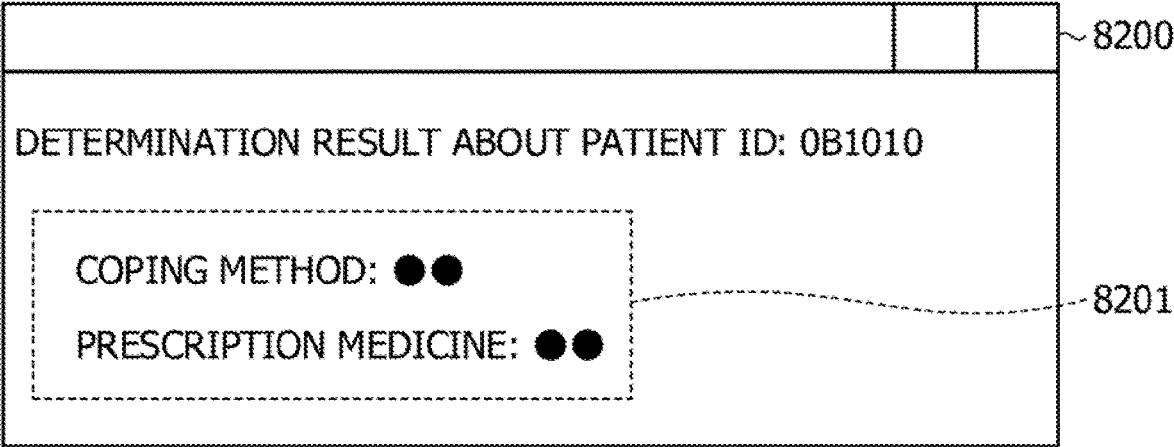 8200
DETERMINATION RESULT ABOUT PATIENT ID: 0B1010
COPING METHOD: ●●
8201
PRESCRIPTION MEDICINE: ●●